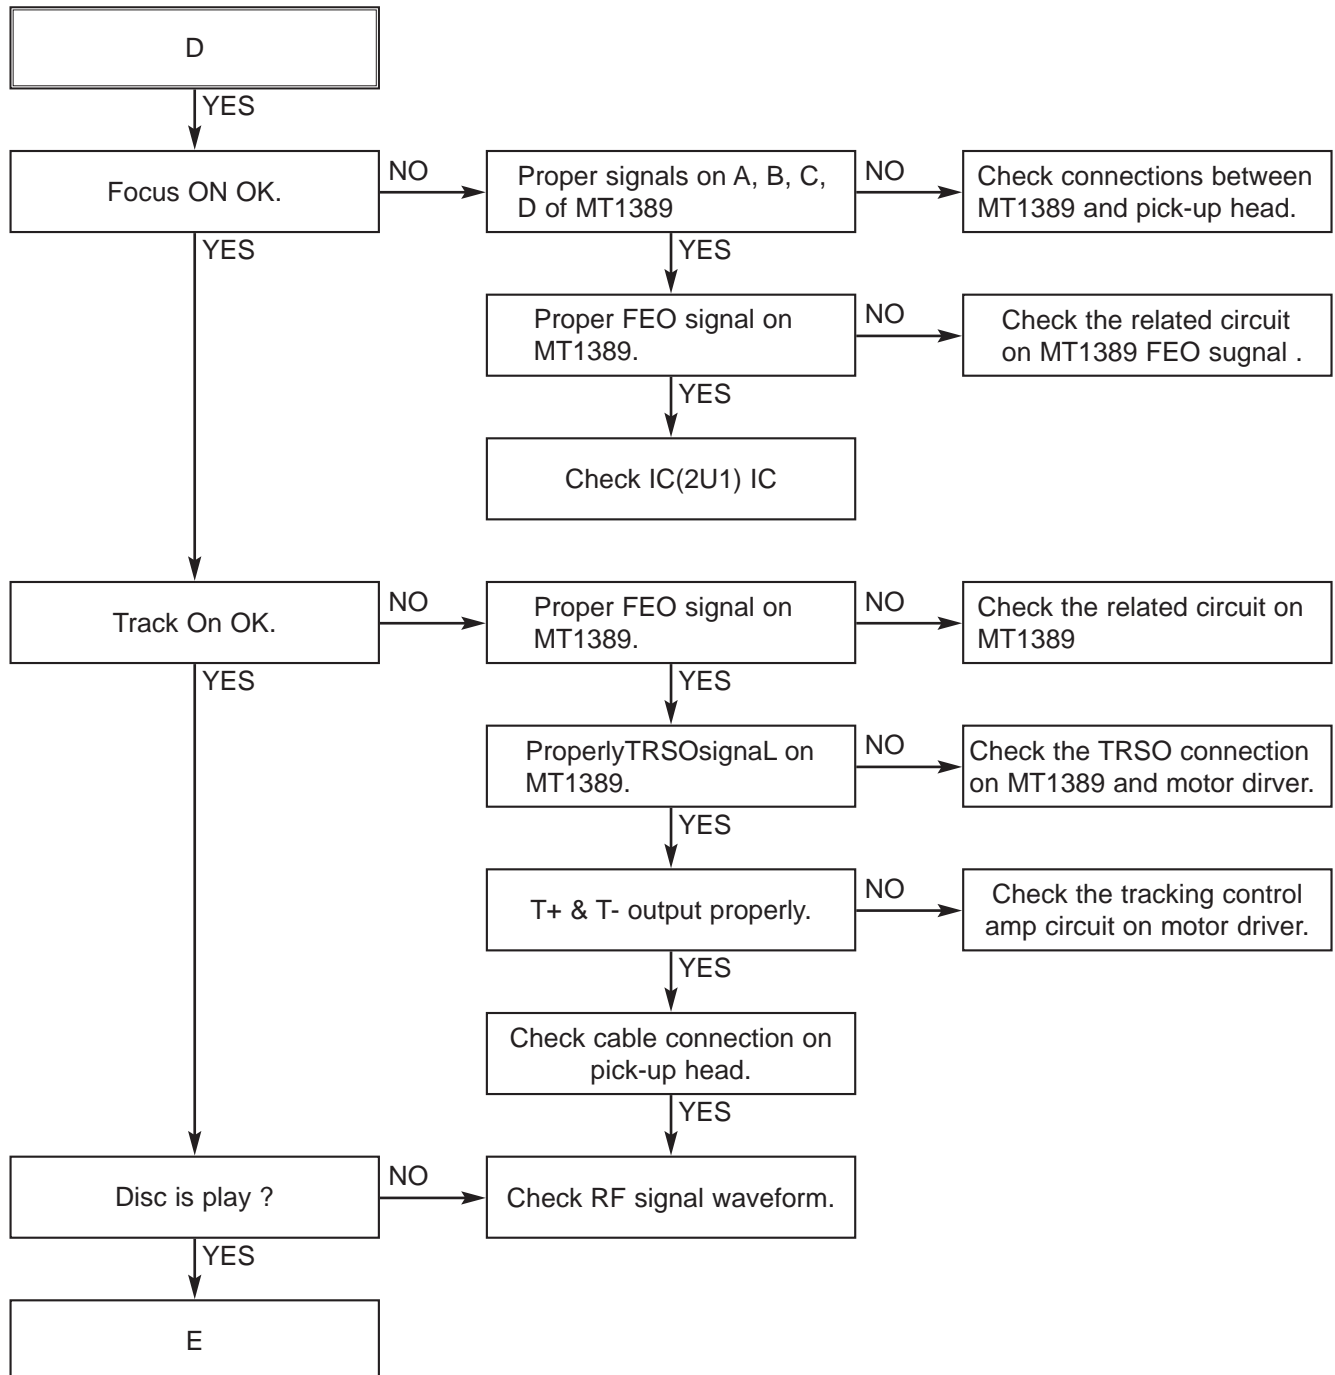 D
YES
Focus ON OK.
NO
Proper signals on A, B, C,
D of MT1389
NO
Check connections between
MT1389 and pick-up head.
YES
YES
Proper FEO signal on
MT1389.
NO
Check the related circuit
on MT1389 FEO sugnal .
YES
Check IC(2U1) IC
Track On OK.
NO
Proper FEO signal on
MT1389.
NO
Check the related circuit on
MT1389
YES
YES
ProperlyTRSOsignaL on
MT1389.
NO
Check the TRSO connection
on MT1389 and motor dirver.
YES
T+ & T- output properly.
NO
Check the tracking control
amp circuit on motor driver.
YES
Check cable connection on
pick-up head.
YES
Disc is play ?
NO
Check RF signal waveform.
YES
E